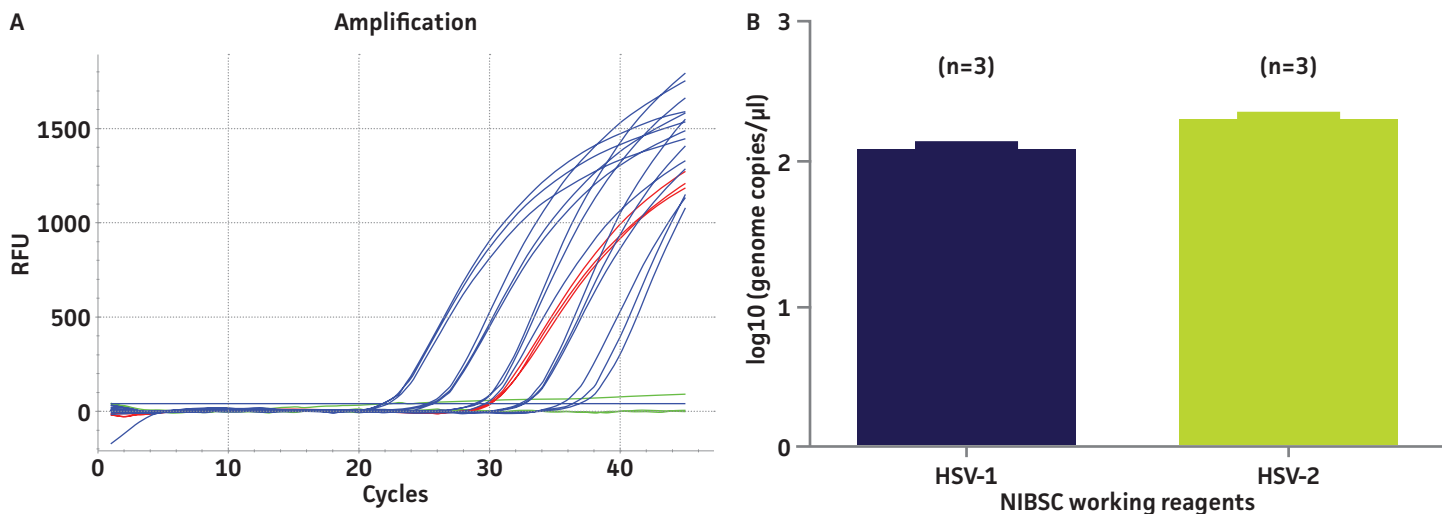 A
Amplification
RFU
1500
1000
500
0
0 10 20 30 40
Cycles
B
log10 (genome copies/µl)
3
2
1
0
(n=3) (n=3)
HSV-1 HSV-2
NIBSC working reagents